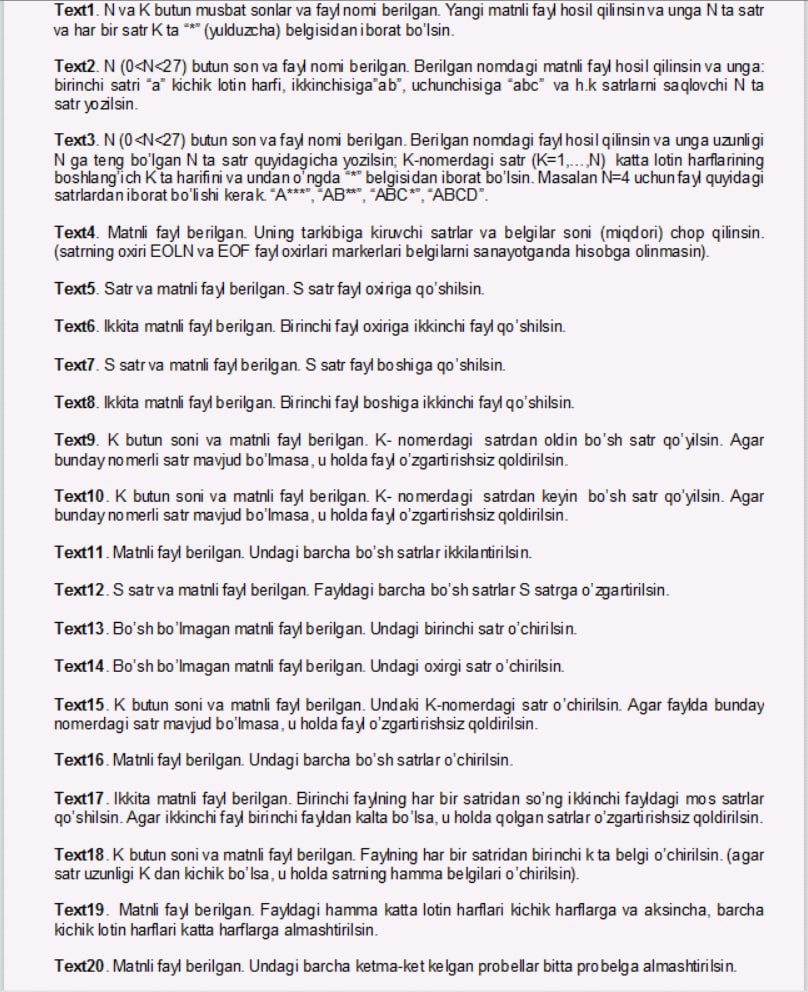 Text1. N va K butun musbat sonlar va fayl nomi berilgan. Yangi matnli fayl hosil qilinsin va unga N ta satr
va har bir satr K ta “*” (yulduzcha) belgisidan iborat bo’lsin.
Text2. N (0<N<27) butun son va fayl nomi berilgan. Berilgan nomdagi matnli fayl hosil qilinsin va unga:
birinchi satri “a” kichik lotin harfi, ikkinchisiga”ab”, uchunchisiga “abc” va h.k satrlarni saqlovchi N ta
satr yozilsin.
Text3. N (0<N<27) butun son va fayl nomi berilgan. Berilgan nomdagi fayl hosil qilinsin va unga uzunligi
N ga teng bo’lgan N ta satr quyidagicha yozilsin; K-nomerdagi satr (K=1,...,N) katta lotin harflarining
boshlang’ich K ta harifini va undan o’ngda “*” belgisidan iborat bo’lsin. Masalan N=4 uchun fayl quyidagi
satrlardan iborat bo’lishi kerak. “A***”, “AB**”, “ABC*”, “ABCD”.
Text4. Matnli fayl berilgan. Uning tarkibiga kiruvchi satrlar va belgilar soni (miqdori) chop qilinsin.
(satrning oxiri EOLN va EOF fayl oxirlari markerlari belgilarni sanayotganda hisobga olinmasin).
Text5. Satr va matnli fayl berilgan. S satr fayl oxiriga qo’shilsin.
Text6. Ikkita matnli fayl berilgan. Birinchi fayl oxiriga ikkinchi fayl qo’shilsin.
Text7. S satr va matnli fayl berilgan. S satr fayl boshiga qo’shilsin.
Text8. Ikkita matnli fayl berilgan. Birinchi fayl boshiga ikkinchi fayl qo’shilsin.
Text9. K butun soni va matnli fayl berilgan. K- nomerdagi satrdan oldin bo’sh satr qo’yilsin. Agar
bunday nomerli satr mavjud bo’lmasa, u holda fayl o’zgartirishsiz qoldirilsin.
Text10. K butun soni va matnli fayl berilgan. K- nomerdagi satrdan keyin bo’sh satr qo’yilsin. Agar
bunday nomerli satr mavjud bo’lmasa, u holda fayl o’zgartirishsiz qoldirilsin.
Text11. Matnli fayl berilgan. Undagi barcha bo’sh satrlar ikkilantirilsin.
Text12. S satr va matnli fayl berilgan. Fayldagi barcha bo’sh satrlar S satrga o’zgartirilsin.
Text13. Bo’sh bo’lmagan matnli fayl berilgan. Undagi birinchi satr o’chirilsin.
Text14. Bo’sh bo’lmagan matnli fayl berilgan. Undagi oxirgi satr o’chirilsin.
Text15. K butun soni va matnli fayl berilgan. Undaki K-nomerdagi satr o’chirilsin. Agar faylda bunday
nomerdagi satr mavjud bo’lmasa, u holda fayl o’zgartirishsiz qoldirilsin.
Text16. Matnli fayl berilgan. Undagi barcha bo’sh satrlar o’chirilsin.
Text17. Ikkita matnli fayl berilgan. Birinchi faylning har bir satridan so’ng ikkinchi fayldagi mos satrlar
qo’shilsin. Agar ikkinchi fayl birinchi fayldan kalta bo’lsa, u holda qolgan satrlar o’zgartirishsiz qoldirilsin.
Text18. K butun soni va matnli fayl berilgan. Faylning har bir satridan birinchi k ta belgi o’chirilsin. (agar
satr uzunligi K dan kichik bo’lsa, u holda satrning hamma belgilari o’chirilsin).
Text19. Matnli fayl berilgan. Fayldagi hamma katta lotin harflari kichik harflarga va aksincha, barcha
kichik lotin harflari katta harflarga almashtirilsin.
Text20. Matnli fayl berilgan. Undagi barcha ketma-ket kelgan probellar bitta probelga almashtirilsin.